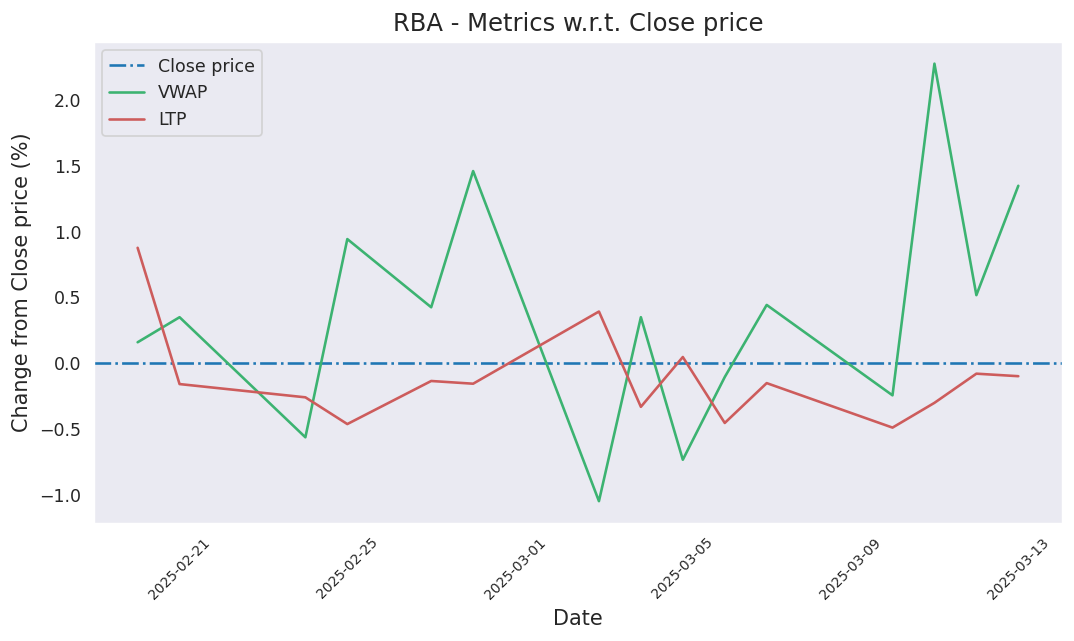 RBA - Metrics w.r.t. Close price
Close price
VWAP
LTP
Change from Close price (%)
2.0
1.5
1.0
0.5
0.0
−0.5
−1.0
2025-02-21
2025-02-25
2025-03-01
2025-03-05
2025-03-09
2025-03-13
Date